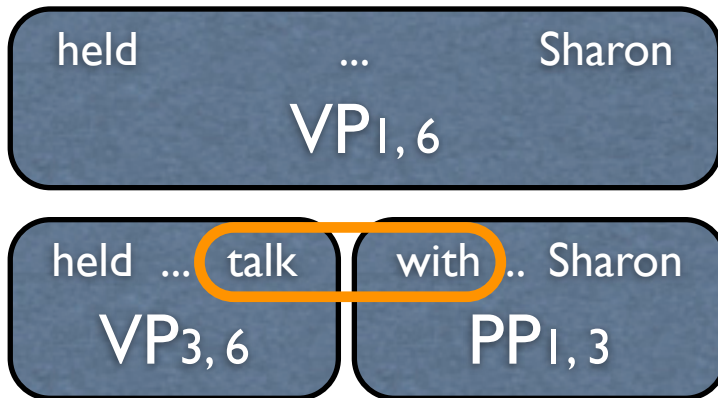 held ... Sharon
VP1, 6
held ... talk with .. Sharon
VP3, 6 PP1, 3